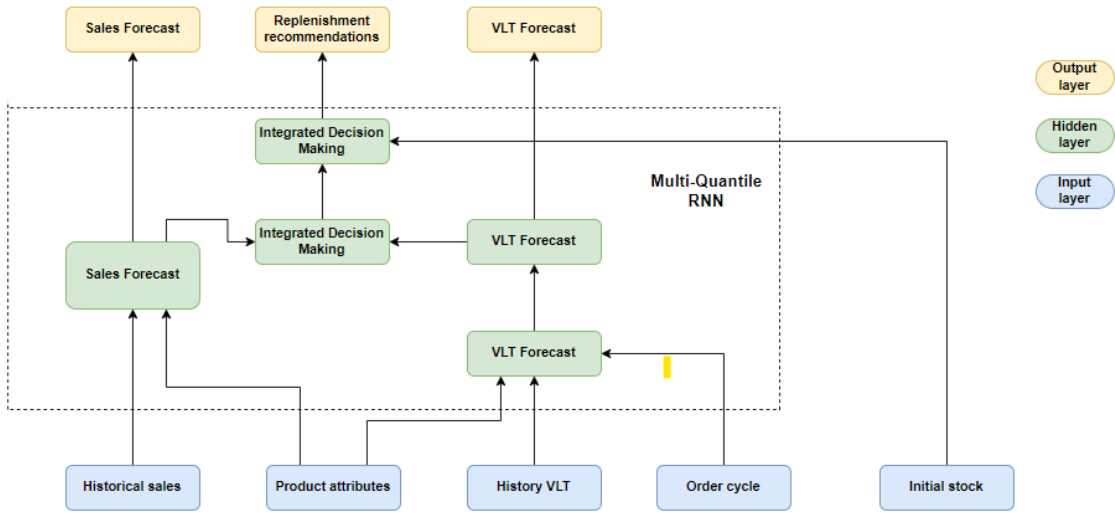 Sales Forecast
Replenishment
recommendations
VLT Forecast
Output
layer
Hidden
layer
Input
layer
Integrated Decision
Making
Multi-Quantile
RNN
Integrated Decision
Making
VLT Forecast
Sales Forecast
VLT Forecast
Historical sales
Product attributes
History VLT
Order cycle
Initial stock